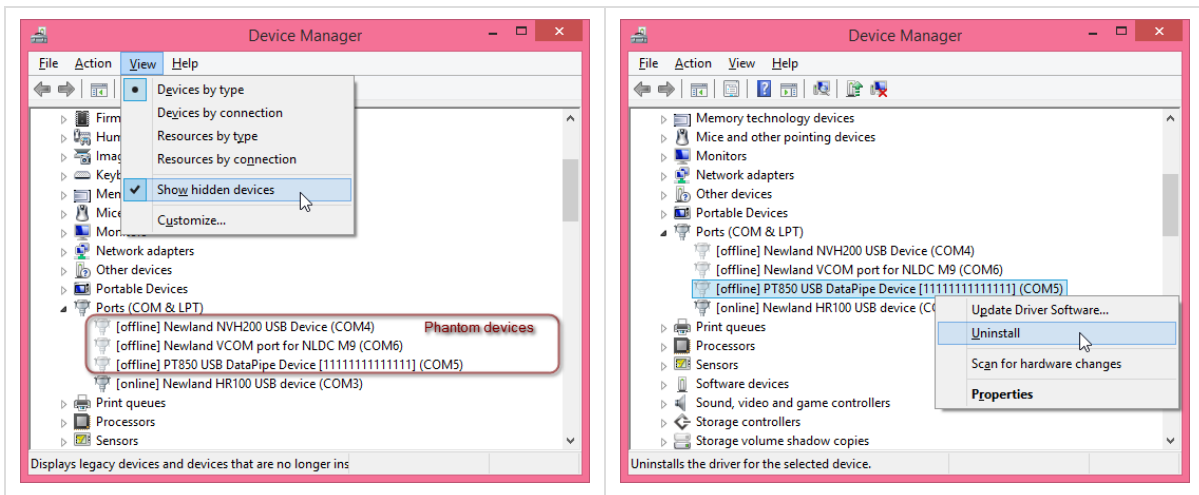 Device Manager
File Action View Help
Devices by type
Devices by connection
Resources by type
Resources by connection
Show hidden devices
Customize...
Firm
Hum
Imag
Keyb
Mem
Mice
Mon
Network adapters
Other devices
Portable Devices
Ports (COM & LPT)
[offline] Newland NVH200 USB Device (COM4) Phantom devices
[offline] Newland VCOM port for NLDC M9 (COM6)
[offline] PT850 USB DataPipe Device [11111111111111] (COM5)
[online] Newland HR100 USB device (COM3)
Print queues
Processors
Sensors
Displays legacy devices and devices that are no longer ins
Device Manager
File Action View Help
Memory technology devices
Mice and other pointing devices
Monitors
Network adapters
Other devices
Portable Devices
Ports (COM & LPT)
[offline] Newland NVH200 USB Device (COM4)
[offline] Newland VCOM port for NLDC M9 (COM6)
[offline] PT850 USB DataPipe Device [11111111111111] (COM5)
[online] Newland HR100 USB device (CO
Print queues
Processors
Sensors
Software devices
Sound, video and game controllers
Storage controllers
Storage volume shadow copies
Update Driver Software...
Uninstall
Scan for hardware changes
Properties
Uninstalls the driver for the selected device.